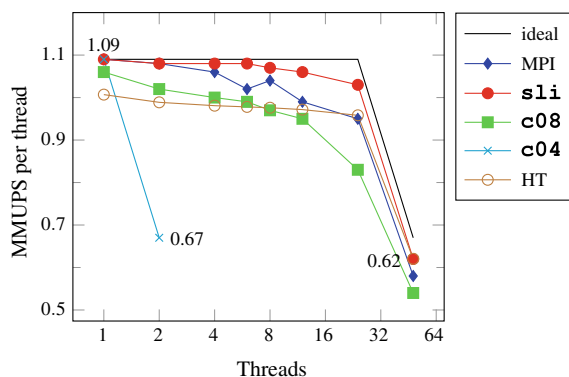 1.1
0.9
0.7
0.5
MMUPS per thread
1.09
0.67
0.62
1 2 4 8 16 32 64
Threads
ideal
MPI
sli
c08
c04
HT